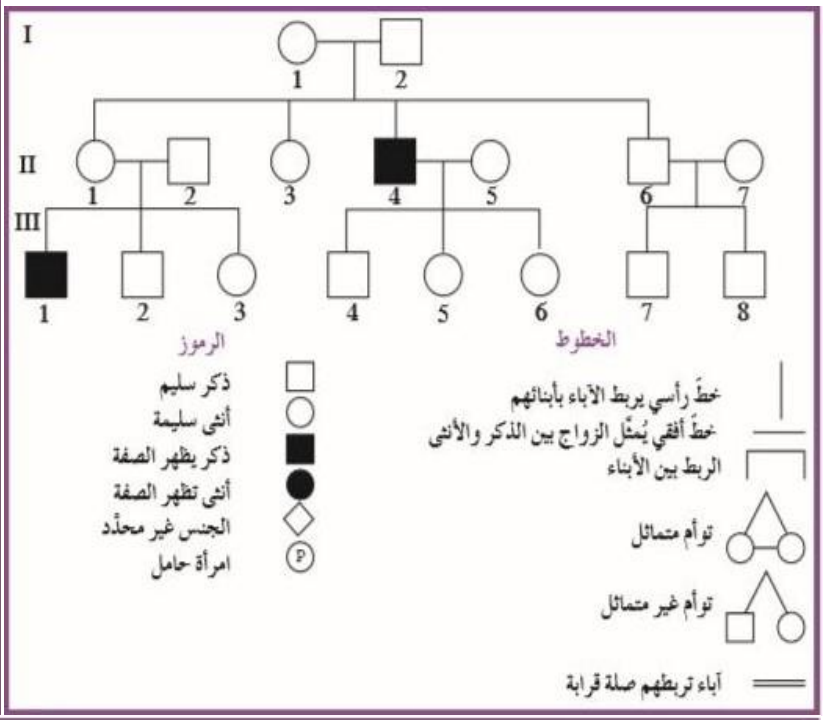 I
1 2
II
1 2 3 4 5 6 7
III
1 2 3 4 5 6 7 8
الخطوط
خطّ رأسي يربط الآباء بأبنائهم
خطّ أفقي يُمثّل الزواج بين الذكر والأنثى
الربط بين الأبناء
توأم متماثل
توأم غير متماثل
آباء تربطهم صلة قرابة
الرموز
ذكر سليم
أنثى سليمة
ذكر يظهر الصفة
أنثى تظهر الصفة
الجنس غير محدّد
امرأة حامل
P